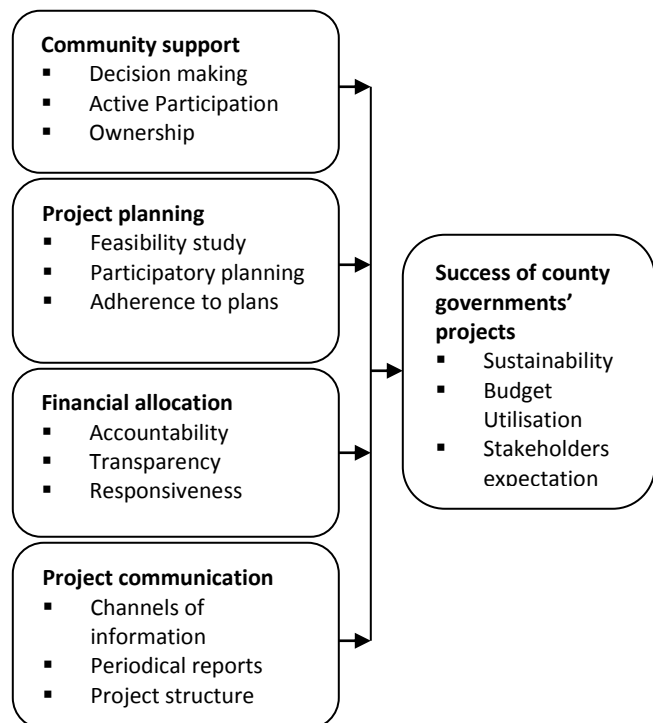 Community support
▪ Decision making
▪ Active Participation
▪ Ownership
Project planning
▪ Feasibility study
▪ Participatory planning
▪ Adherence to plans
Financial allocation
▪ Accountability
▪ Transparency
▪ Responsiveness
Project communication
▪ Channels of
information
▪ Periodical reports
▪ Project structure
Success of county
governments’
projects
▪ Sustainability
▪ Budget
Utilisation
▪ Stakeholders
expectation